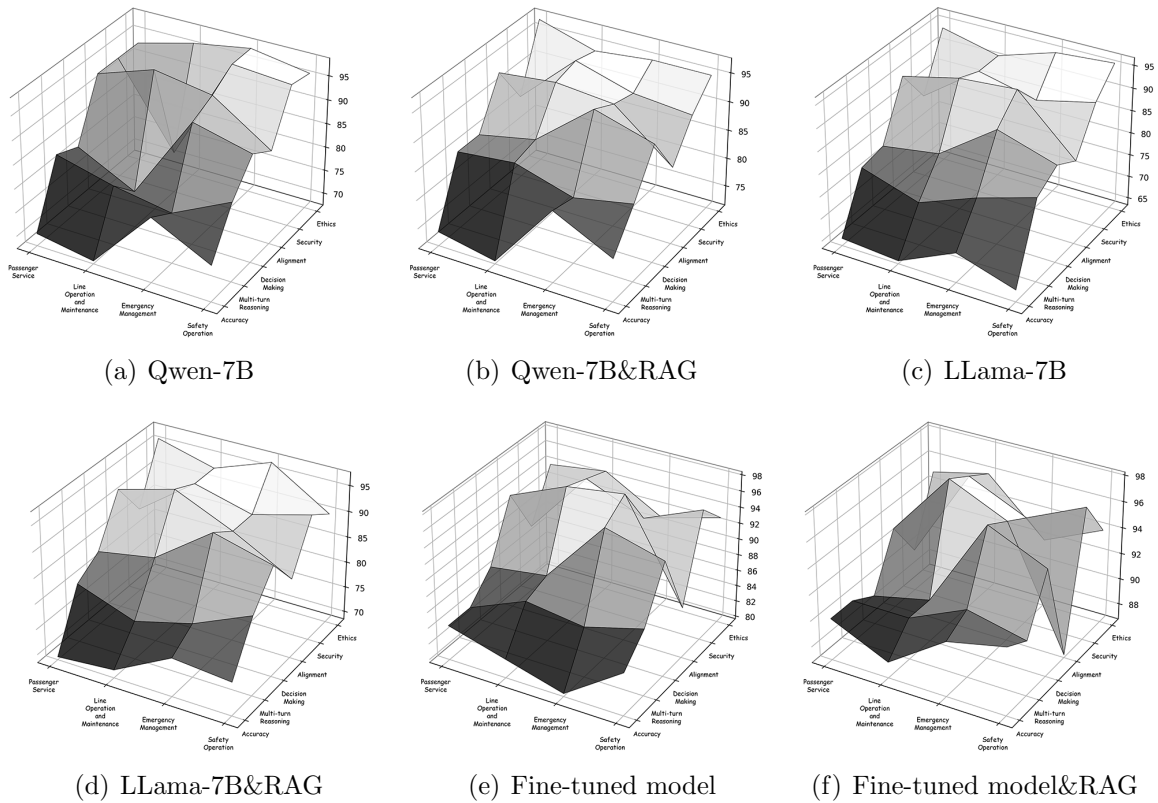 95
90
85
80
75
70
Ethics
Security
Alignment
Decision
Making
Multi-turn
Reasoning
Accuracy
Passenger
Service
Line
Operation
and
Maintenance
Emergency
Management
Safety
Operation
(a) Qwen-7B
95
90
85
80
75
Ethics
Security
Alignment
Decision
Making
Multi-turn
Reasoning
Accuracy
Passenger
Service
Line
Operation
and
Maintenance
Emergency
Management
Safety
Operation
(b) Qwen-7B&RAG
95
90
85
80
75
70
65
Ethics
Security
Alignment
Decision
Making
Multi-turn
Reasoning
Accuracy
Passenger
Service
Line
Operation
and
Maintenance
Emergency
Management
Safety
Operation
(c) LLama-7B
95
90
85
80
75
70
Ethics
Security
Alignment
Decision
Making
Multi-turn
Reasoning
Accuracy
Passenger
Service
Line
Operation
and
Maintenance
Emergency
Management
Safety
Operation
(d) LLama-7B&RAG
98
96
94
92
90
88
86
84
82
80
Ethics
Security
Alignment
Decision
Making
Multi-turn
Reasoning
Accuracy
Passenger
Service
Line
Operation
and
Maintenance
Emergency
Management
Safety
Operation
(e) Fine-tuned model
98
96
94
92
90
88
Ethics
Security
Alignment
Decision
Making
Multi-turn
Reasoning
Accuracy
Passenger
Service
Line
Operation
and
Maintenance
Emergency
Management
Safety
Operation
(f) Fine-tuned model&RAG